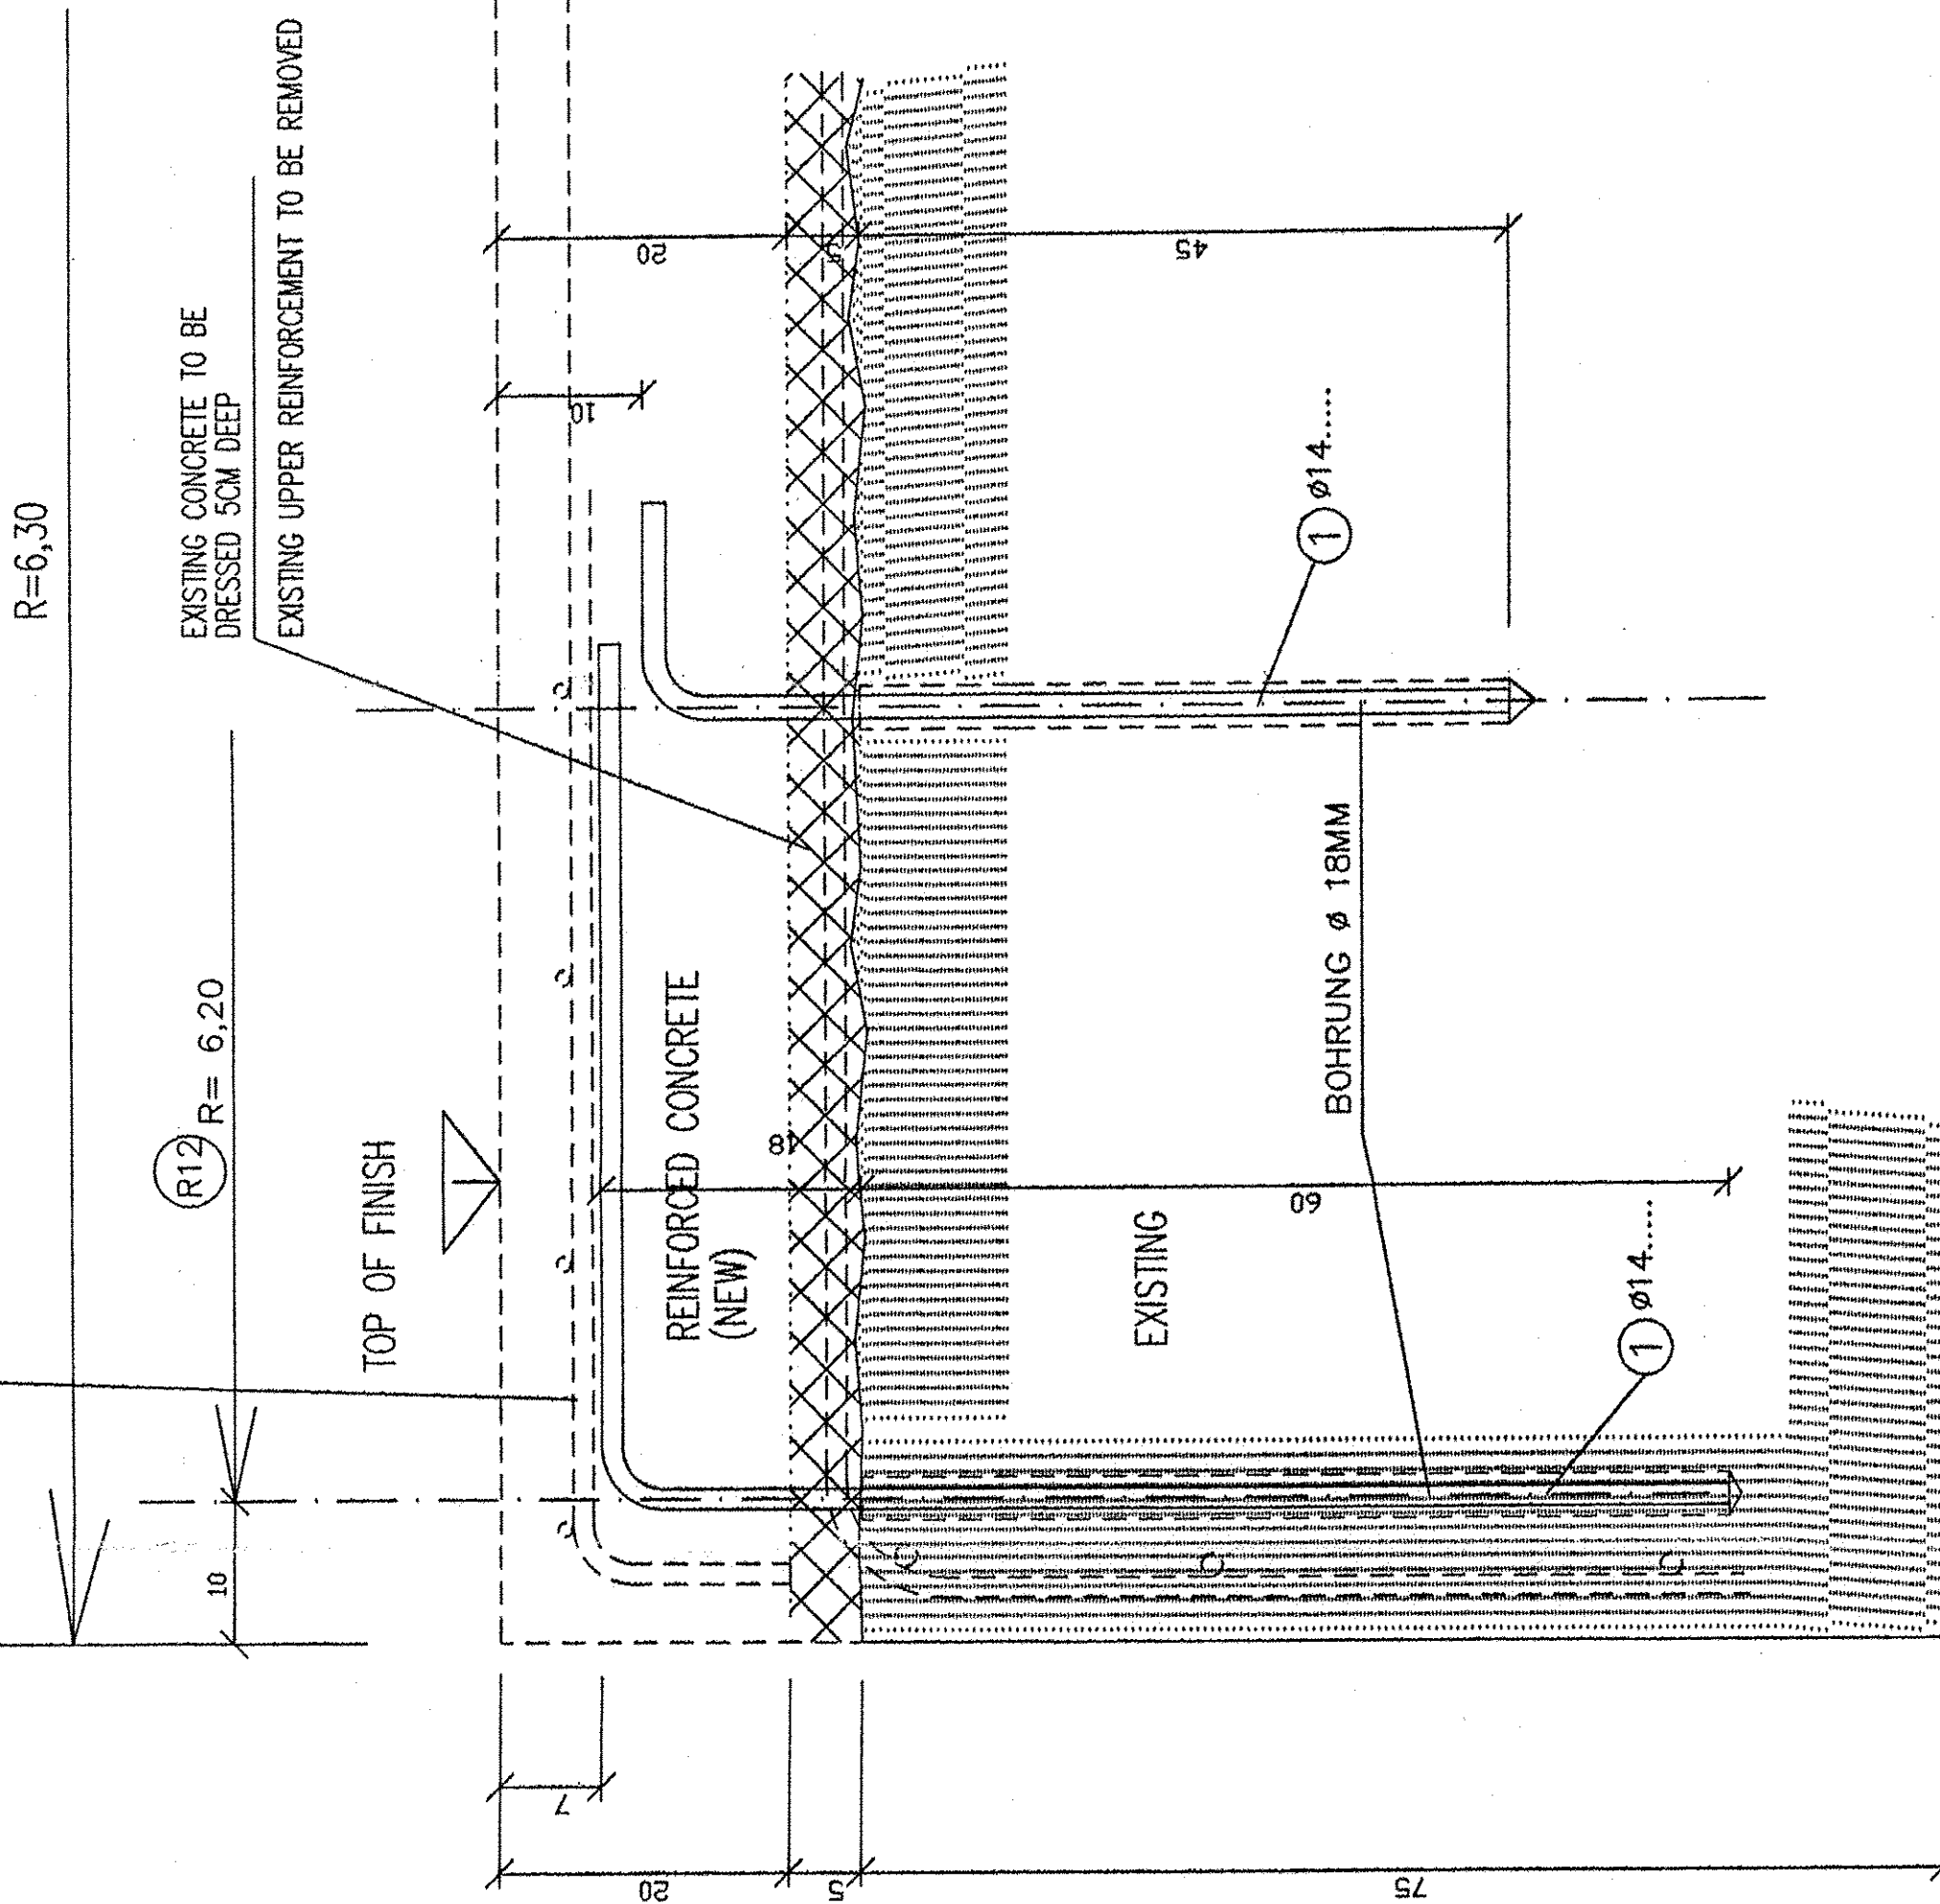 R=6,30
EXISTING CONCRETE TO BE
DRESSED 5CM DEEP
EXISTING UPPER REINFORCEMENT TO BE REMOVED
R12
R= 6,20
10
TOP OF FINISH
REINFORCED CONCRETE
(NEW)
EXISTING
BOHRUNG ø 18MM
1 ø14.....
1 ø14.....
20
5
45
10
18
60
7
20
5
75